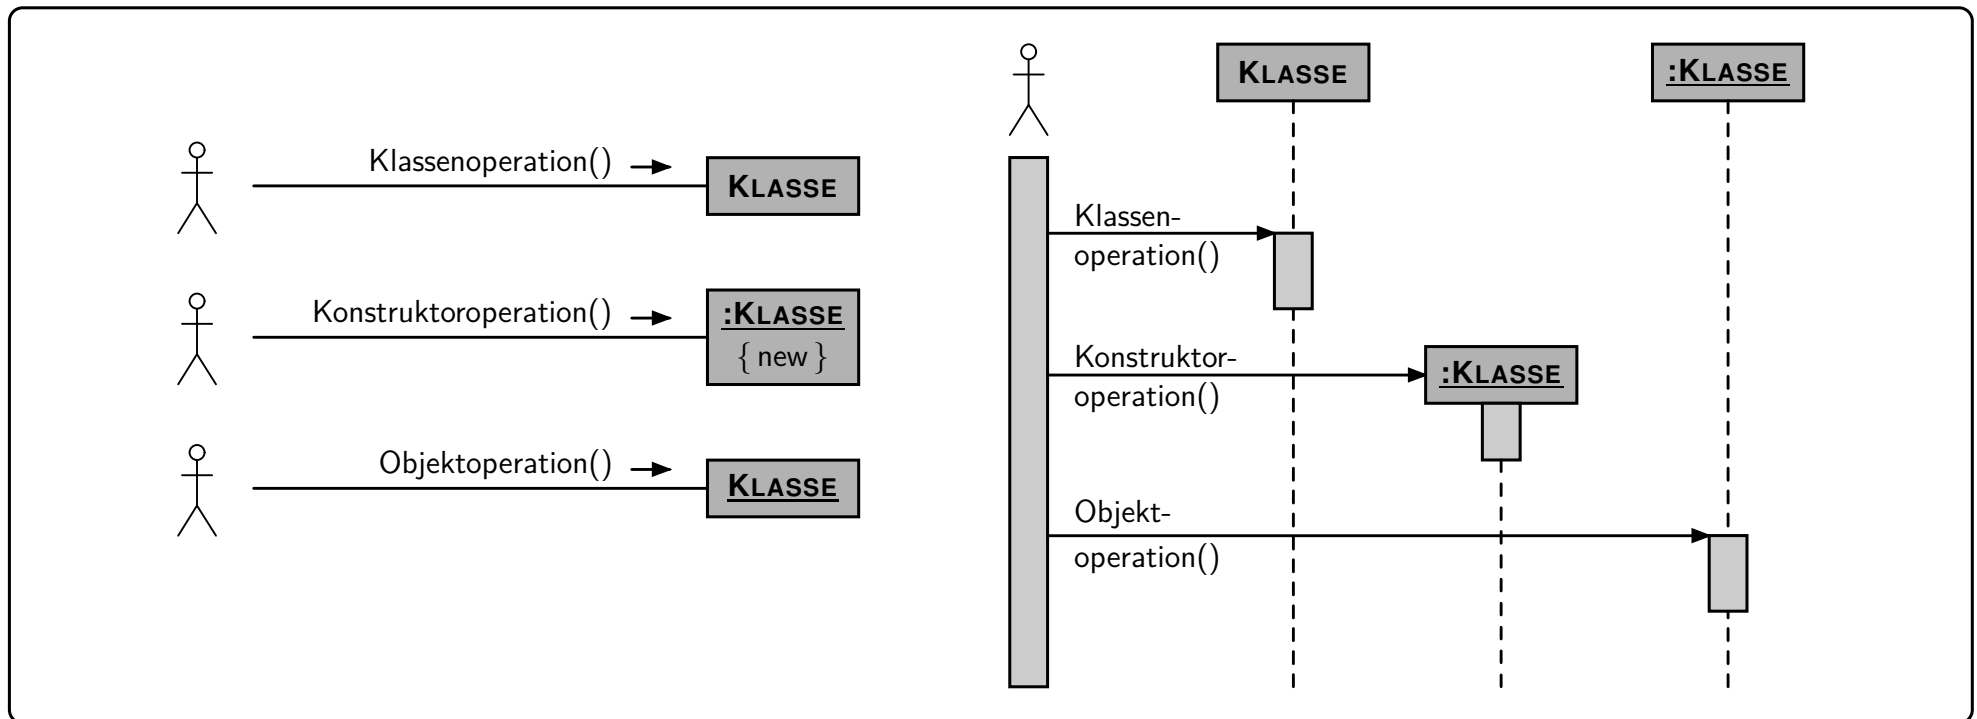 Klassenoperation()
KLASSE
Konstruktoroperation()
:KLASSE
{ new }
Objektoperation()
KLASSE
KLASSE
:KLASSE
Klassen-
operation()
Konstruktor-
operation()
:KLASSE
Objekt-
operation()